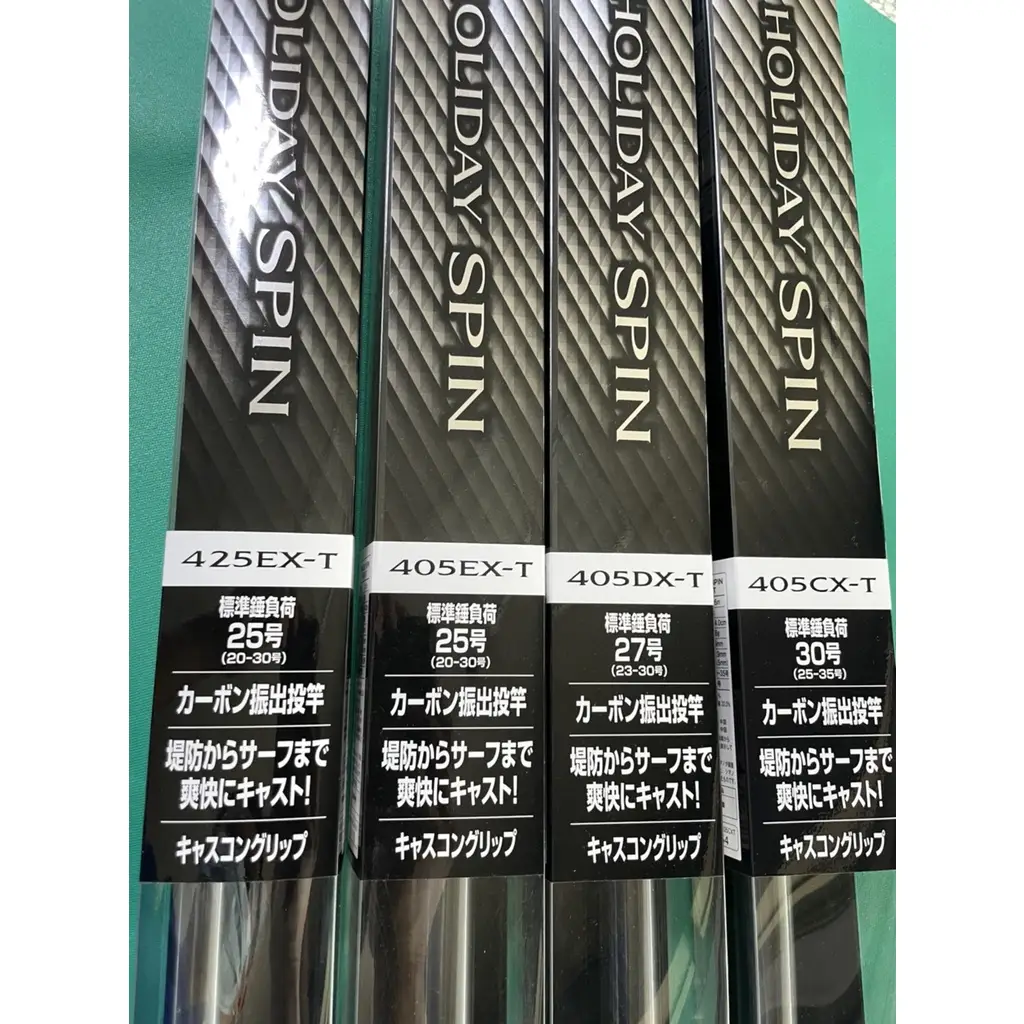 OLIDAY SPIN
425EX-T
標準錘負荷
25号
(20-30号)
カーボン振出投竿
堤防からサーフまで
爽快にキャスト!
キャスコングリップ
OLIDAY SPIN
405EX-T
標準錘負荷
25号
(20-30号)
カーボン振出投竿
堤防からサーフまで
爽快にキャスト!
キャスコングリップ
HOLIDAY SPIN
405DX-T
標準錘負荷
27号
(23-30号)
カーボン振出投竿
堤防からサーフまで
爽快にキャスト!
キャスコングリップ
HOLIDAY SPIN
405CX-T
標準錘負荷
30号
(25-35号)
カーボン振出投竿
堤防からサーフまで
爽快にキャスト!
キャスコングリップ